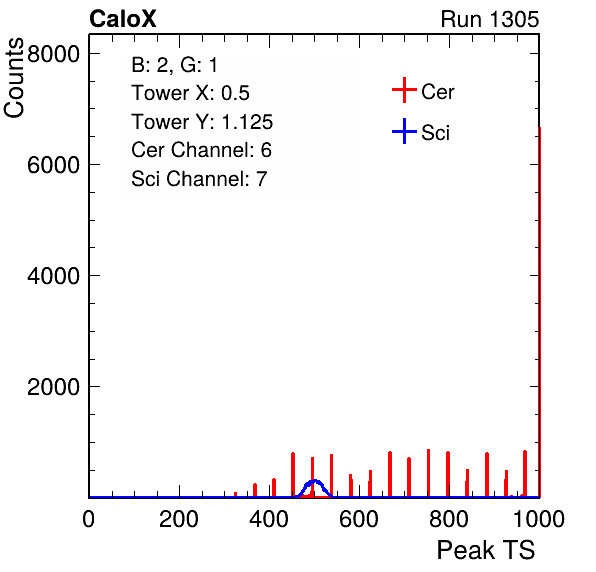 CaloX Run 1305
Counts
8000
6000
4000
2000
B: 2, G: 1
Tower X: 0.5
Tower Y: 1.125
Cer Channel: 6
Sci Channel: 7
Cer
Sci
0 200 400 600 800 1000
Peak TS